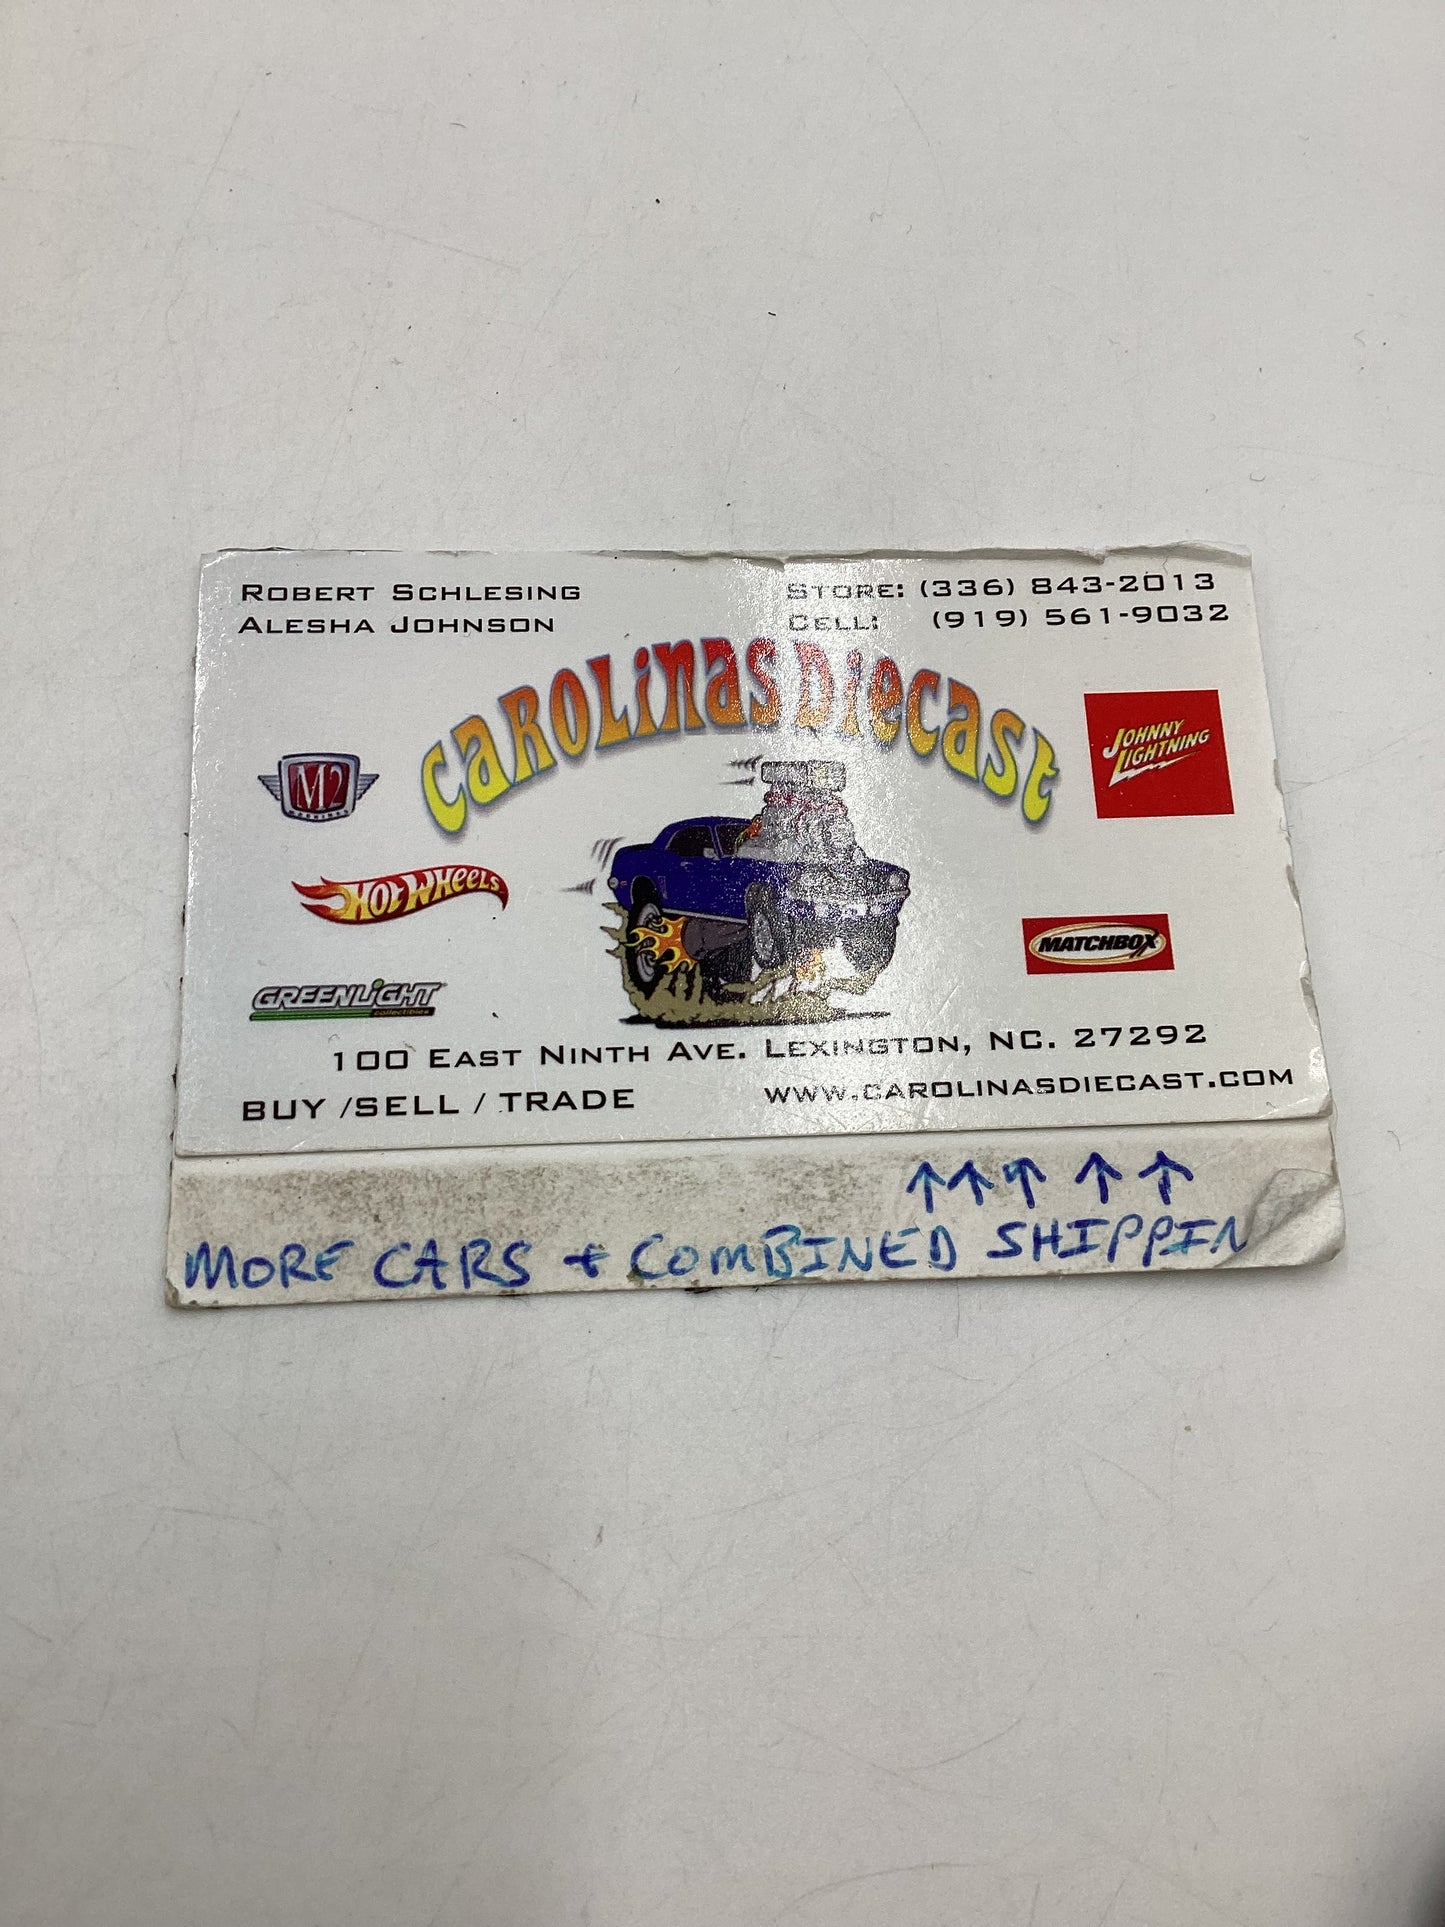 ROBERT SCHLESING
ALESHA JOHNSON
STORE: (336) 843-2013
CELL: (919) 561-9032
CAROLiNAS DiECAST
M2
MACHINES
JOHNNY
LIGHTNING
HOT WHEELS
MATCHBOX
GREENLiGHT
collectibles
100 EAST NINTH AVE. LEXINGTON, NC. 27292
BUY /SELL / TRADE
WWW.CAROLINASDIECAST.COM
↑↑↑↑↑
MORE CARS + COMBINED SHIPPIN